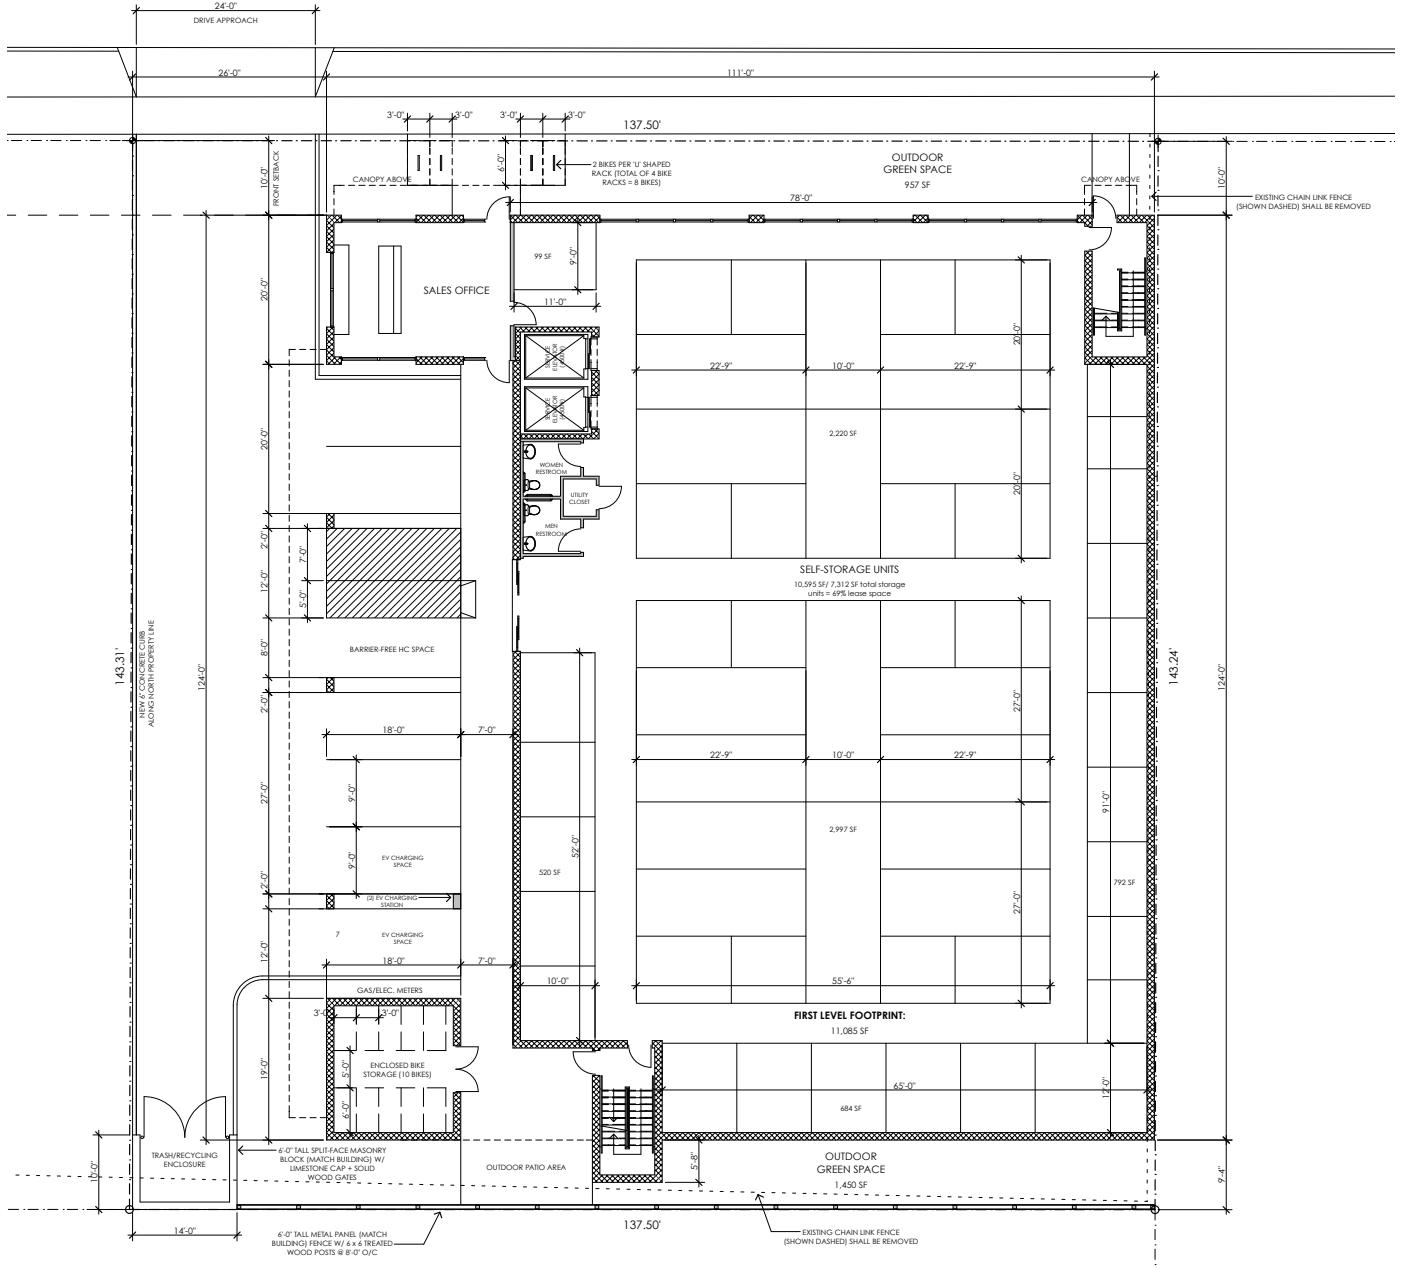 24'-0"
DRIVE APPROACH
26'-0"
111'-0"
3'-0"
3'-0"
3'-0"
3'-0"
137.50'
10'-0"
FRONT SETBACK
CANOPY ABOVE
6'-0"
2 BIKES PER 'U' SHAPED
RACK (TOTAL OF 4 BIKE
RACKS = 8 BIKES)
OUTDOOR
GREEN SPACE
957 SF
CANOPY ABOVE
10'-0"
EXISTING CHAIN LINK FENCE
(SHOWN DASHED) SHALL BE REMOVED
78'-0"
99 SF
9'-0"
11'-0"
20'-0"
SALES OFFICE
SERVICE
ELEVATOR
SERVICE
ELEVATOR
20'-0"
22'-9"
10'-0"
22'-9"
2,220 SF
20'-0"
20'-0"
WOMEN
RESTROOM
UTILITY
CLOSET
MEN
RESTROOM
2'-0"
7'-0"
12'-0"
5'-0"
SELF-STORAGE UNITS
10,595 SF/ 7,312 SF total storage
units = 69% lease space
143.31'
NEW 6" CONCRETE CURB
ALONG NORTH PROPERTY LINE
124'-0"
8'-0"
BARRIER-FREE HC SPACE
2'-0"
143.24'
124'-0"
27'-0"
18'-0"
7'-0"
22'-9"
10'-0"
22'-9"
27'-0"
9'-0"
91'-0"
2,997 SF
9'-0"
EV CHARGING
SPACE
52'-0"
520 SF
792 SF
2'-0"
(2) EV CHARGING
STATION
27'-0"
7
EV CHARGING
SPACE
12'-0"
18'-0"
7'-0"
10'-0"
55'-6"
GAS/ELEC. METERS
3'-0"
3'-0"
FIRST LEVEL FOOTPRINT:
11,085 SF
19'-0"
5'-0"
ENCLOSED BIKE
STORAGE (10 BIKES)
6'-0"
65'-0"
12'-0"
684 SF
10'-0"
TRASH/RECYCLING
ENCLOSURE
6'-0" TALL SPLIT-FACE MASONRY
BLOCK (MATCH BUILDING) W/
LIMESTONE CAP + SOLID
WOOD GATES
OUTDOOR PATIO AREA
5'-8"
OUTDOOR
GREEN SPACE
1,450 SF
9'-4"
14'-0"
6'-0" TALL METAL PANEL (MATCH
BUILDING) FENCE W/ 6 x 6 TREATED
WOOD POSTS @ 8'-0" O/C
137.50'
EXISTING CHAIN LINK FENCE
(SHOWN DASHED) SHALL BE REMOVED